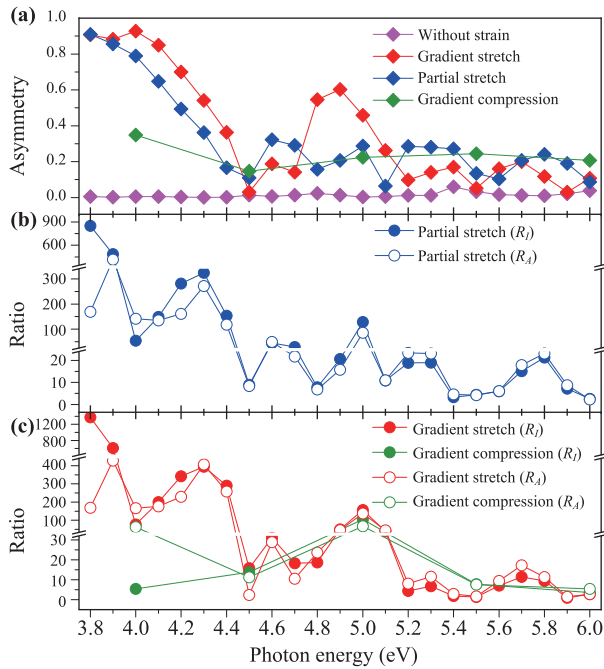 (a)
Asymmetry
1.0
0.8
0.6
0.4
0.2
0.0
Without strain
Gradient stretch
Partial stretch
Gradient compression
(b)
Ratio
900
600
300
200
100
20
10
0
Partial stretch (R_I)
Partial stretch (R_A)
(c)
Ratio
1200
800
400
300
200
100
30
20
10
0
Gradient stretch (R_I)
Gradient compression (R_I)
Gradient stretch (R_A)
Gradient compression (R_A)
3.8 4.0 4.2 4.4 4.6 4.8 5.0 5.2 5.4 5.6 5.8 6.0
Photon energy (eV)